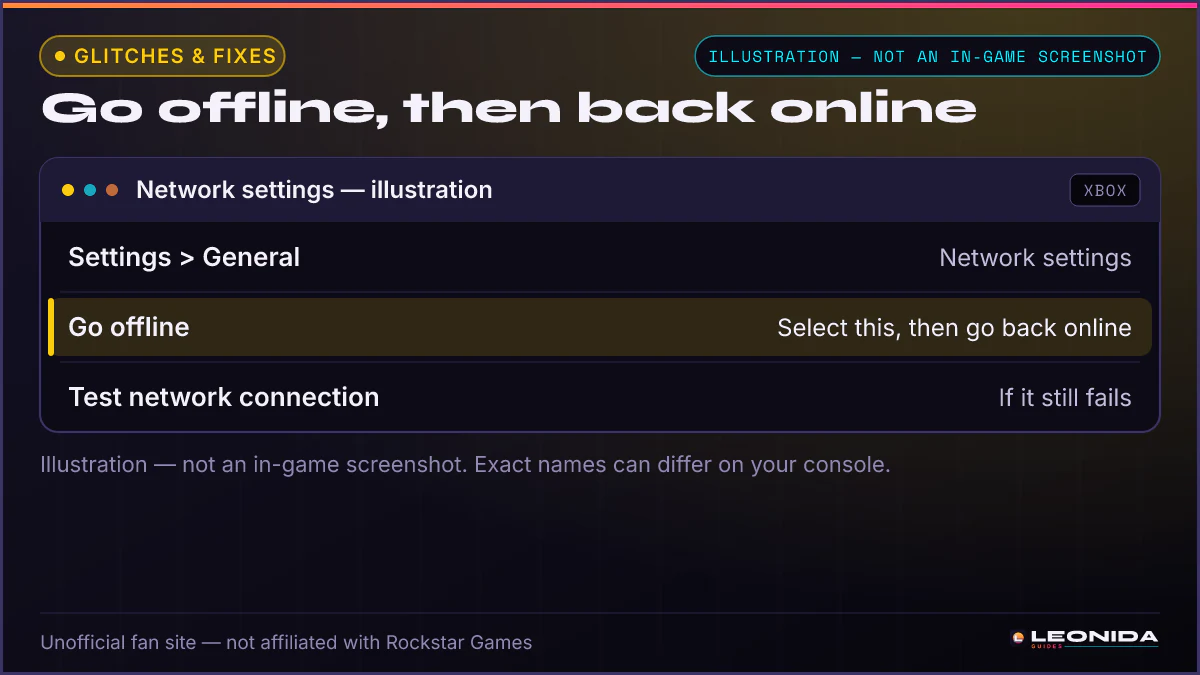 GLITCHES & FIXES
ILLUSTRATION — NOT AN IN-GAME SCREENSHOT
Go offline, then back online
Network settings — illustration
XBOX
Settings > General
Network settings
Go offline
Select this, then go back online
Test network connection
If it still fails
Illustration — not an in-game screenshot. Exact names can differ on your console.
Unofficial fan site — not affiliated with Rockstar Games
LEONIDA
GUIDES